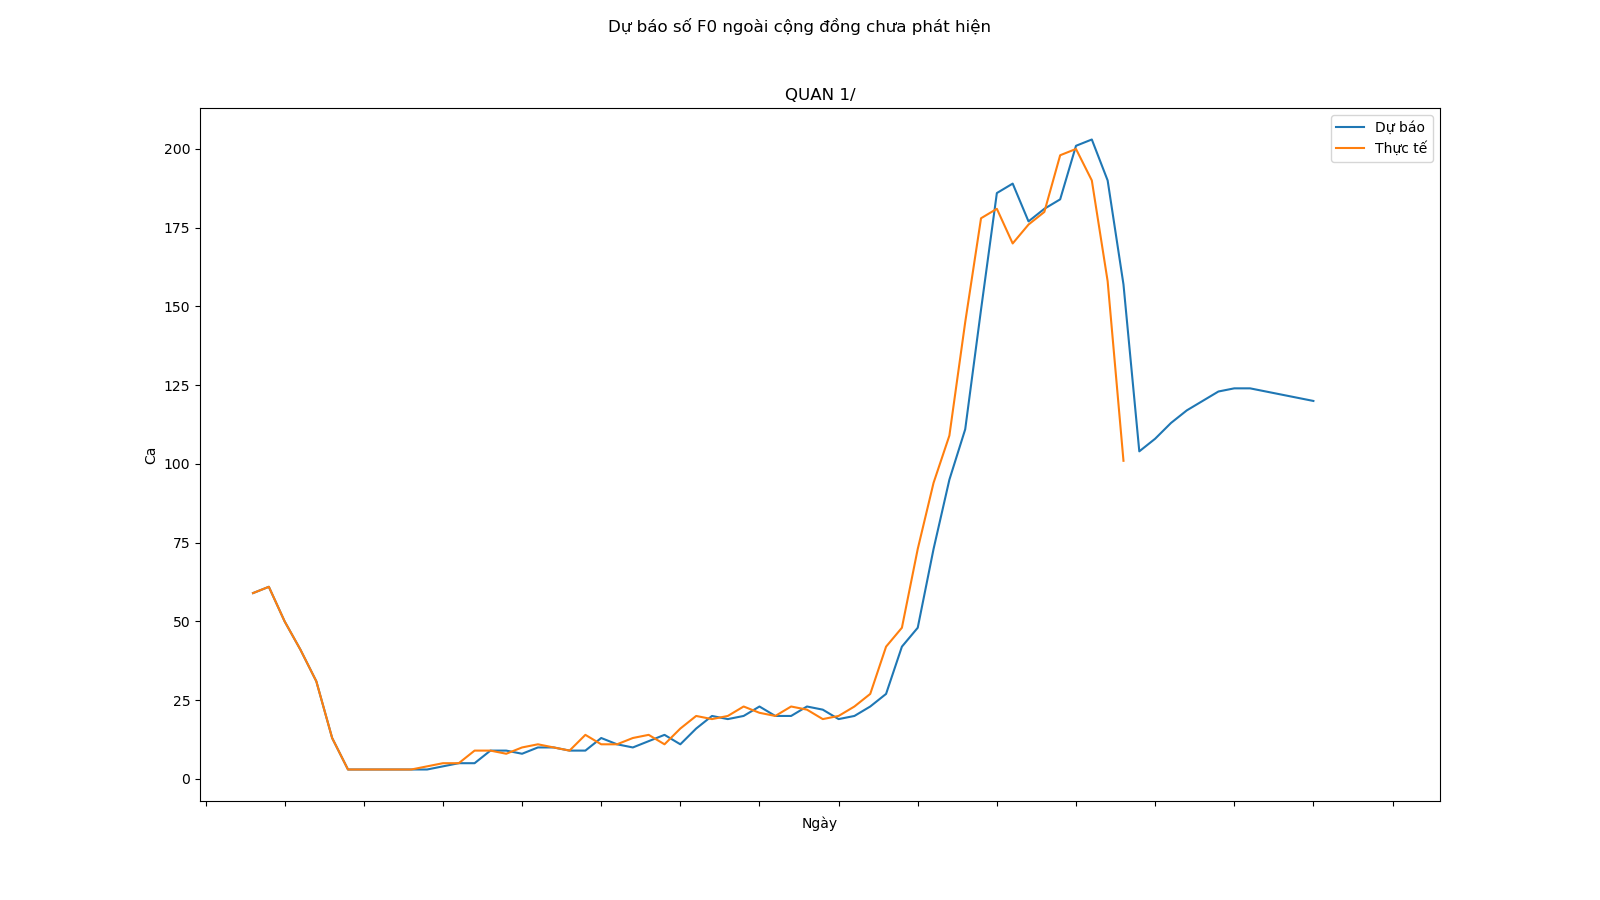 Dự báo số F0 ngoài cộng đồng chưa phát hiện
QUAN 1/
Dự báo
Thực tế
200
175
150
125
100
75
50
25
0
Ca
Ngày